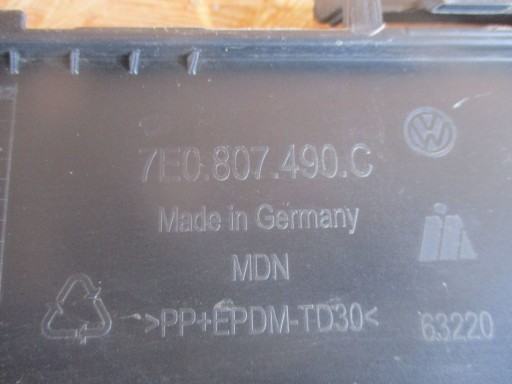 7E0.807.490.C
Made in Germany
MDN
>PP+EPDM-TD30<
63220